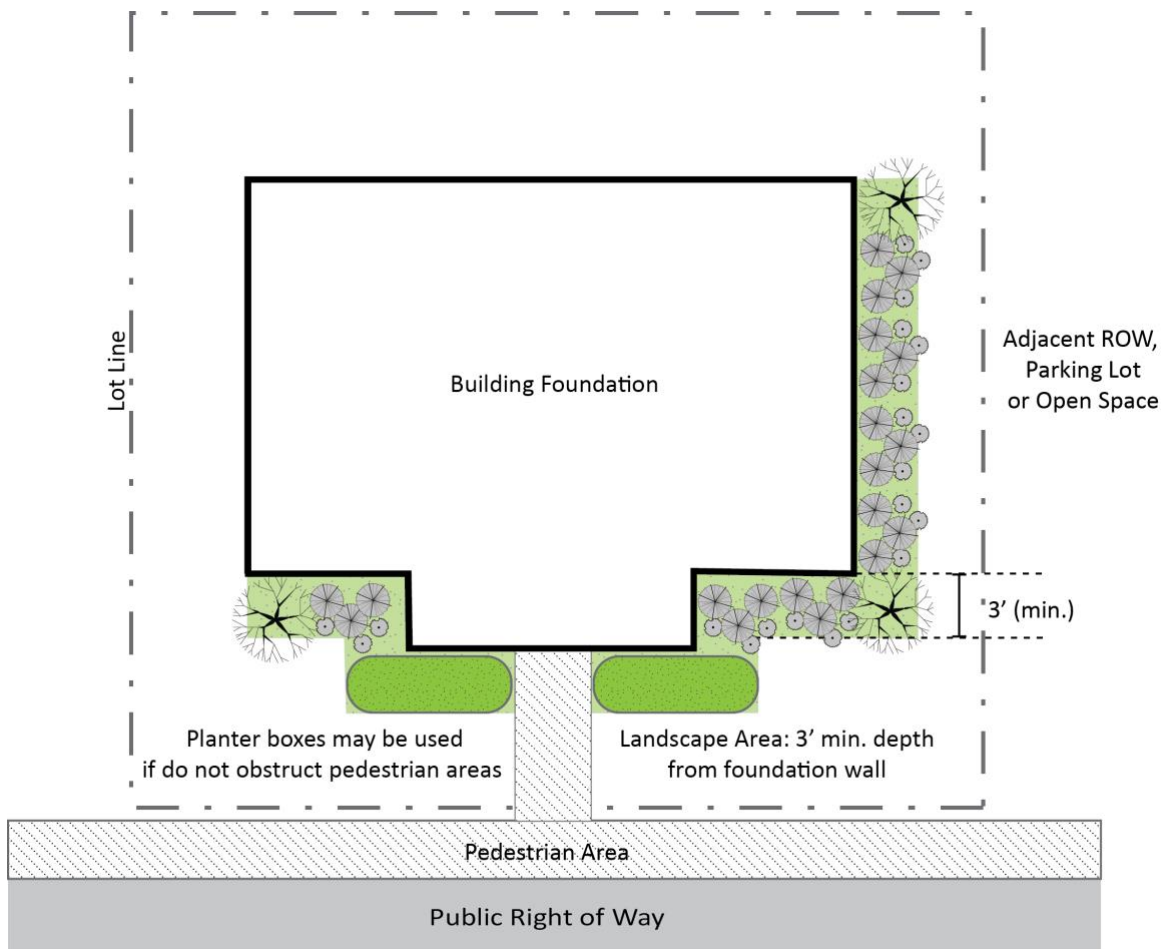 Lot Line
Building Foundation
Adjacent ROW,
Parking Lot
or Open Space
3’ (min.)
Planter boxes may be used
if do not obstruct pedestrian areas
Landscape Area: 3’ min. depth
from foundation wall
Pedestrian Area
Public Right of Way